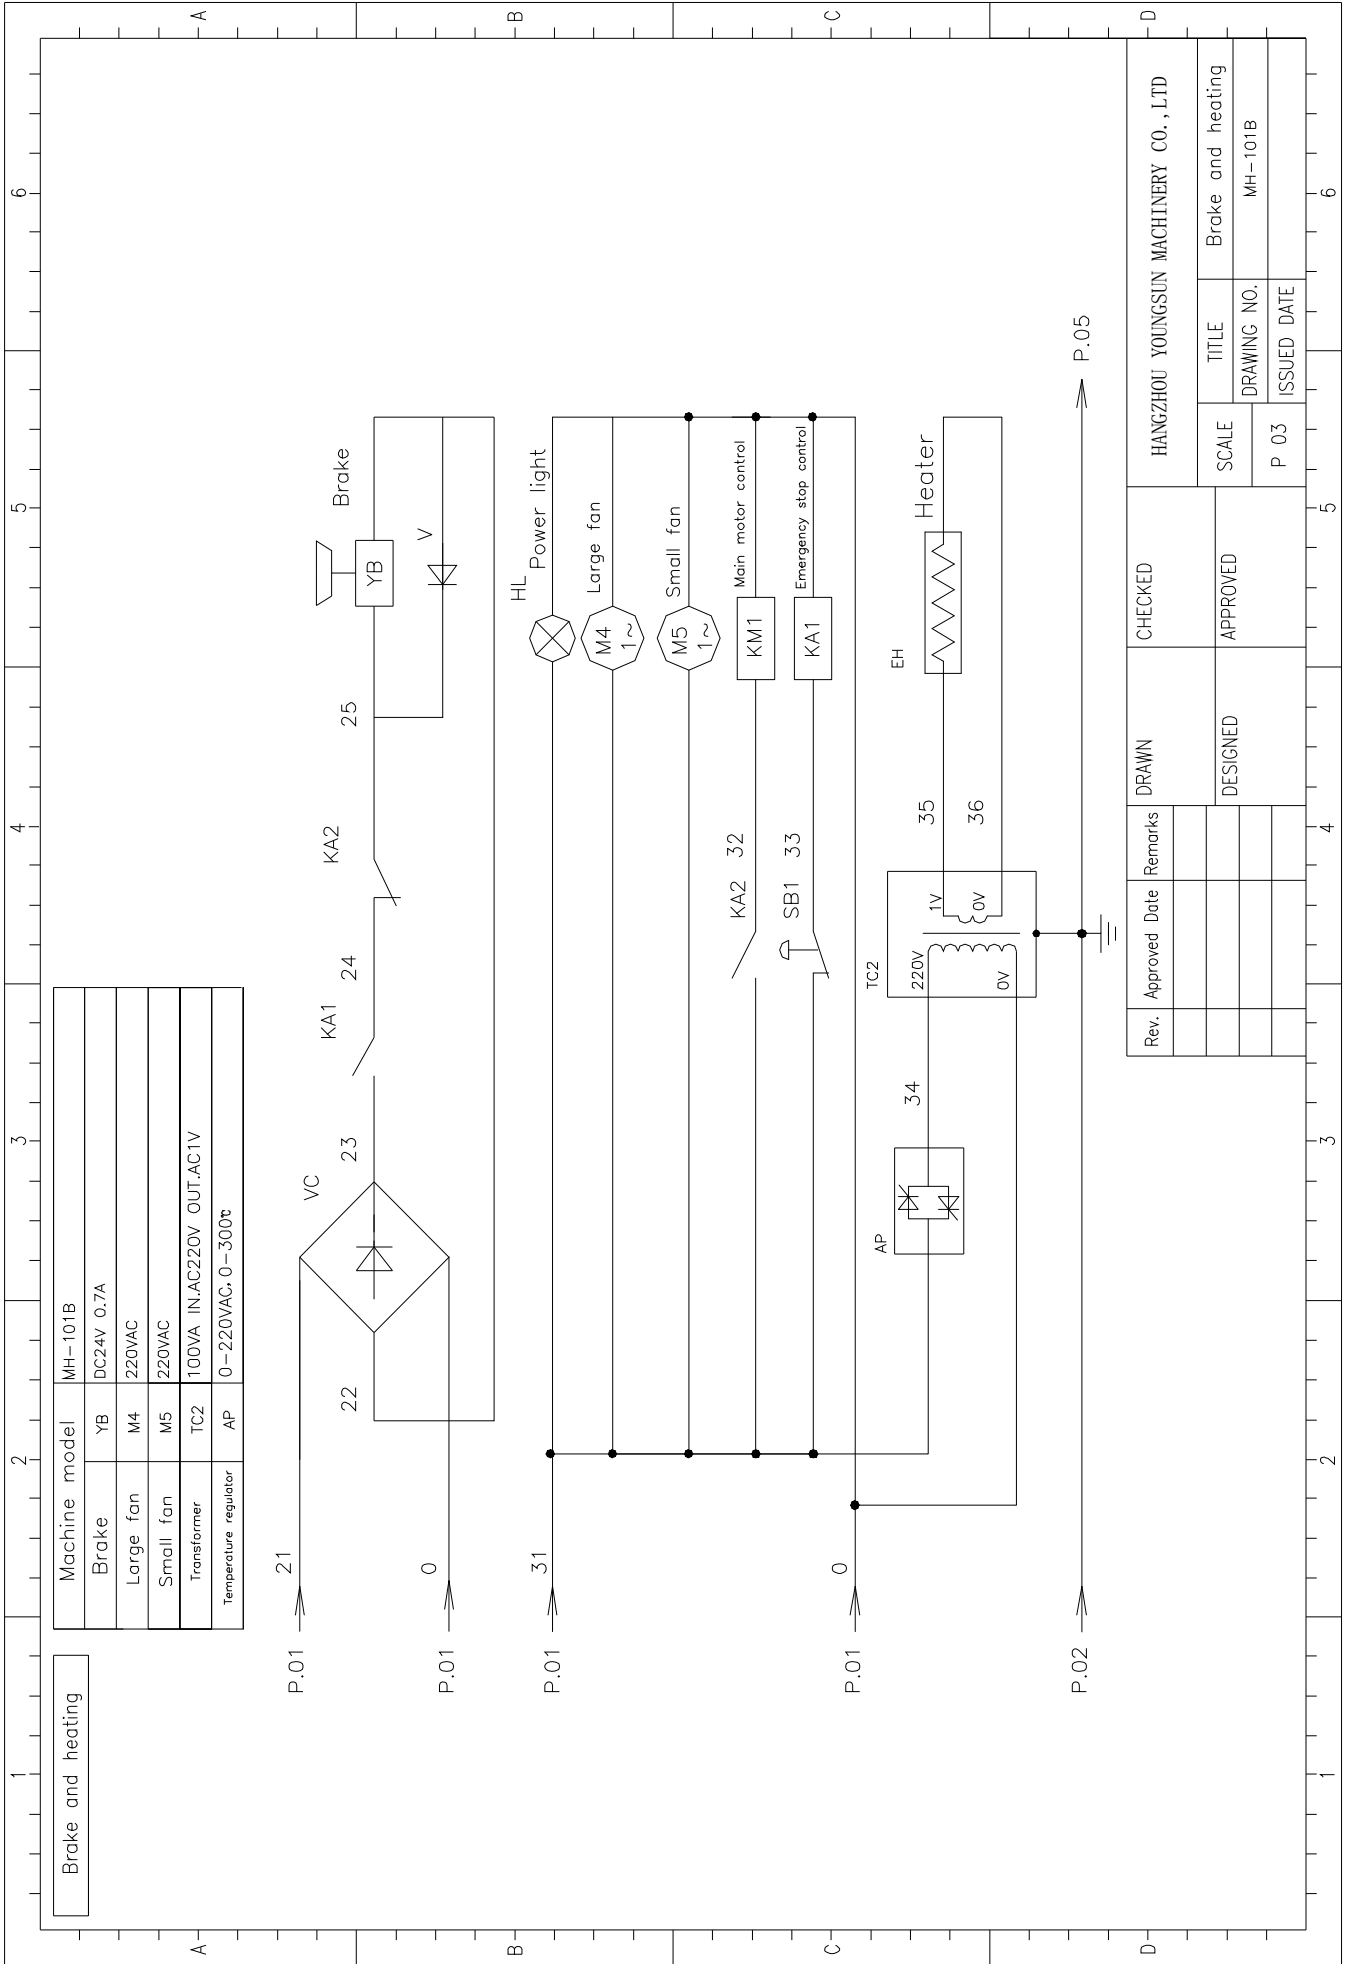 Brake and heating
Machine model MH-101B
Brake YB DC24V 0.7A
Large fan M4 220VAC
Small fan M5 220VAC
Transformer TC2 100VA IN.AC220V OUT.AC1V
Temperature regulator AP 0-220VAC, 0-300℃
1 2 3 4 5 6
A
B
C
D
P.01 21
VC
22
23
KA1
24
KA2
25
YB
Brake
V
P.01 0
P.01 31
HL
Power light
M4
1~
Large fan
M5
1~
Small fan
KA2 32
KM1
Main motor control
SB1 33
KA1
Emergency stop control
P.01 0
AP
34
TC2
220V
0V
1V
0V
35
36
EH
Heater
P.02
P.05
Rev. Approved Date Remarks
DRAWN
CHECKED
DESIGNED
APPROVED
HANGZHOU YOUNGSUN MACHINERY CO.,LTD
SCALE
P 03
TITLE Brake and heating
DRAWING NO. MH-101B
ISSUED DATE
A
B
C
D
1 2 3 4 5 6